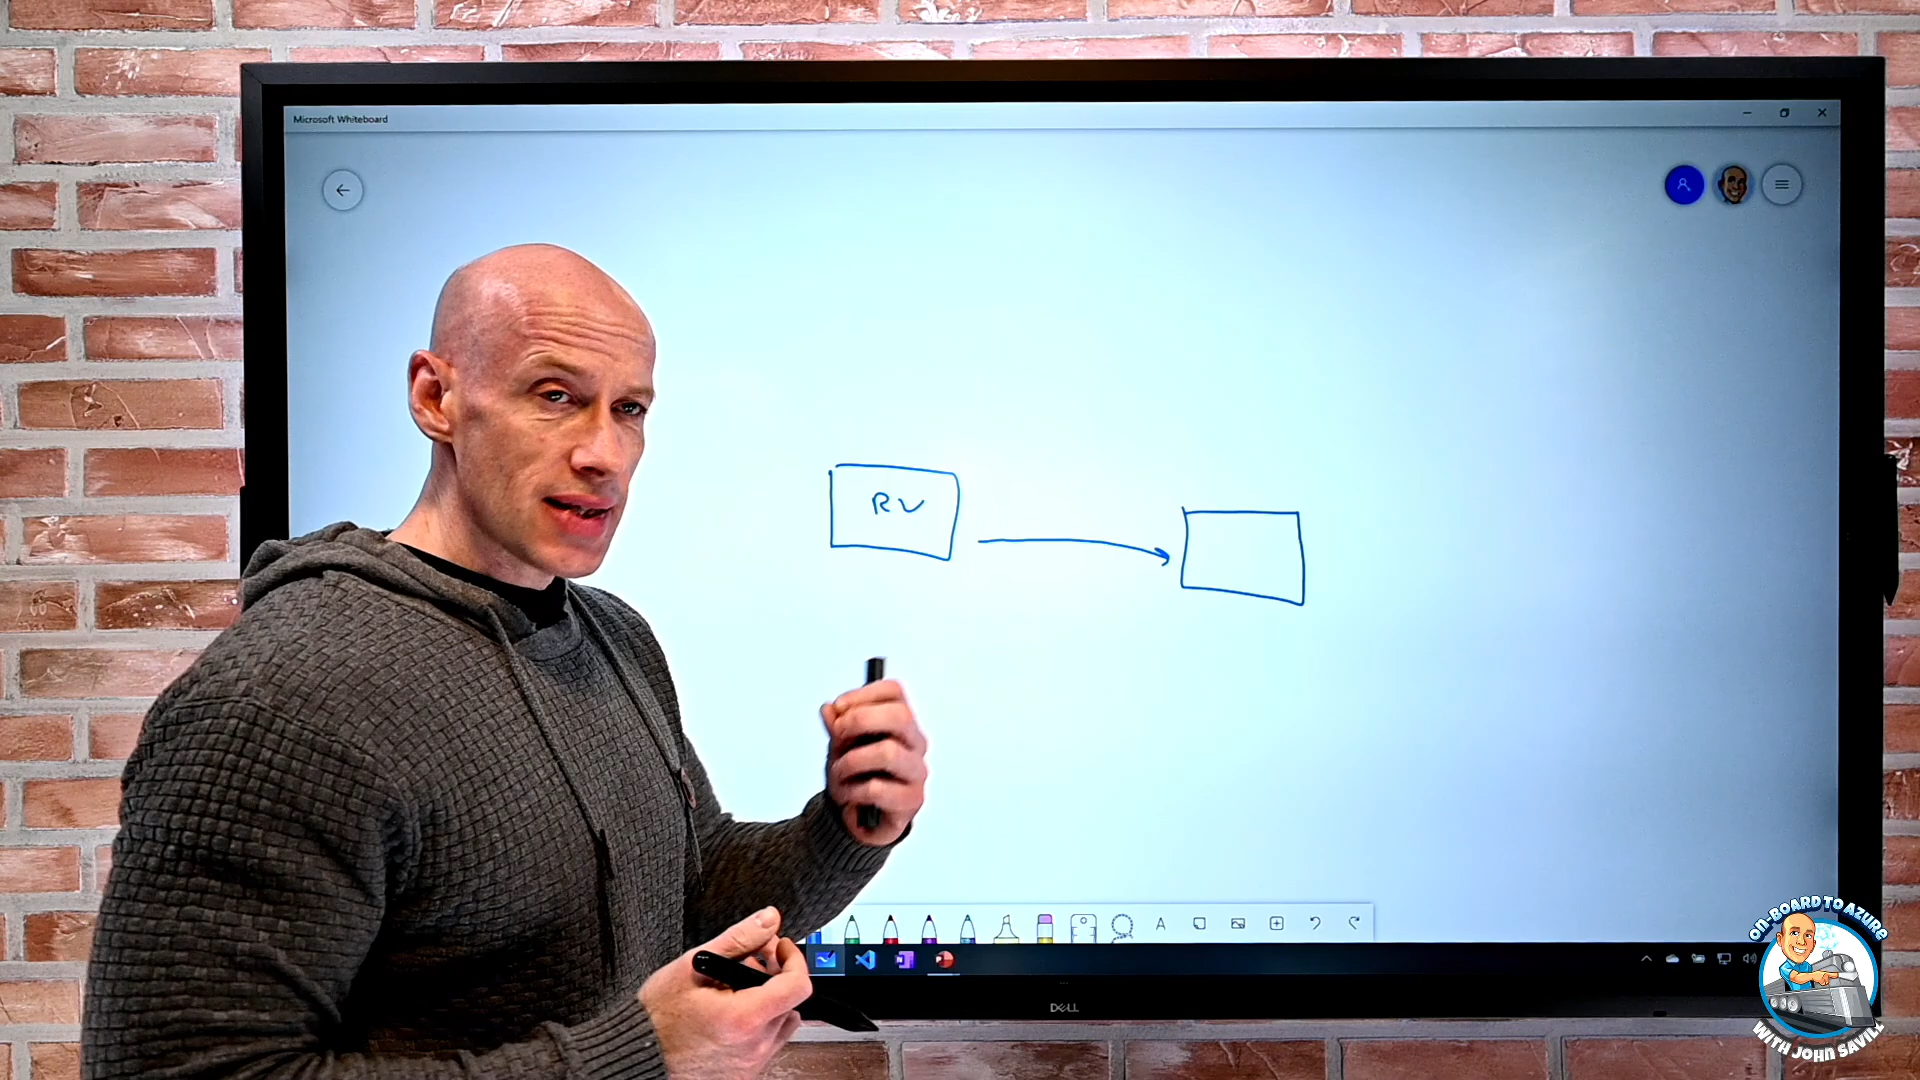 Microsoft Whiteboard
RV
A
DELL
ON-BOARD TO AZURE
WITH JOHN SAVILL